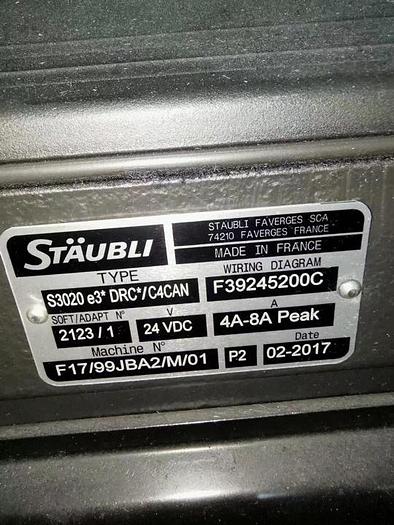 STÄUBLI
STAUBLI FAVERGES SCA
74210 FAVERGES FRANCE
MADE IN FRANCE
TYPE
WIRING DIAGRAM
S3020 e3* DRC*/C4CAN
F39245200C
SOFT/ADAPT N°
V
A
2123 / 1
24 VDC
4A-8A Peak
Machine N°
Date
F17/99JBA2/M/01
P2
02-2017